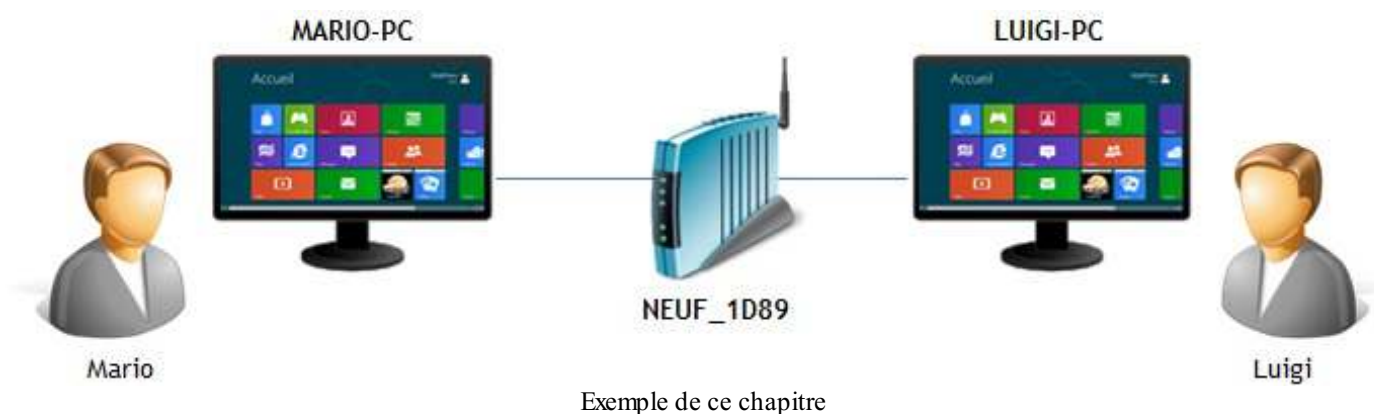 MARIO-PC
LUIGI-PC
Accueil
Accueil
NEUF_1D89
Mario
Luigi
Exemple de ce chapitre